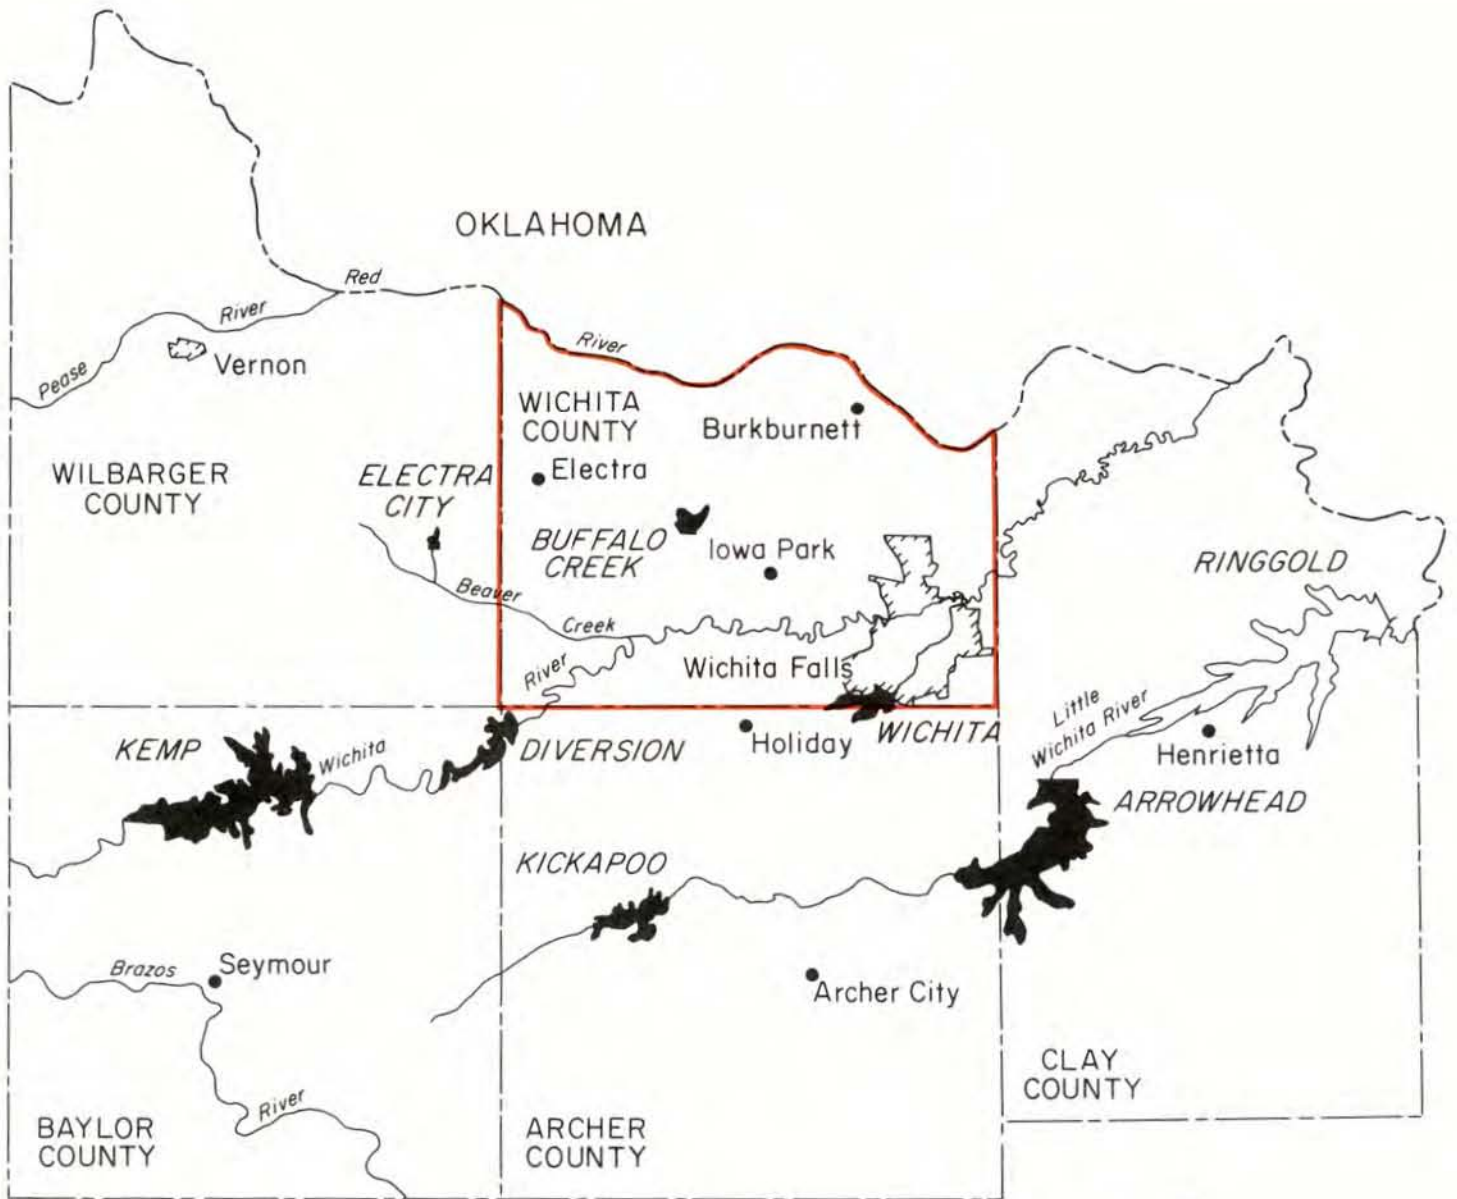 OKLAHOMA
Red
River
Pease
River
Vernon
River
WICHITA
COUNTY
Burkburnett
Electra
WILBARGER
COUNTY
ELECTRA
CITY
BUFFALO
CREEK
Iowa Park
RINGGOLD
Beaver
Creek
River
Wichita Falls
Little
Wichita River
KEMP
Wichita
DIVERSION
Holiday
WICHITA
Henrietta
ARROWHEAD
KICKAPOO
Brazos
Seymour
Archer City
CLAY
COUNTY
River
BAYLOR
COUNTY
ARCHER
COUNTY